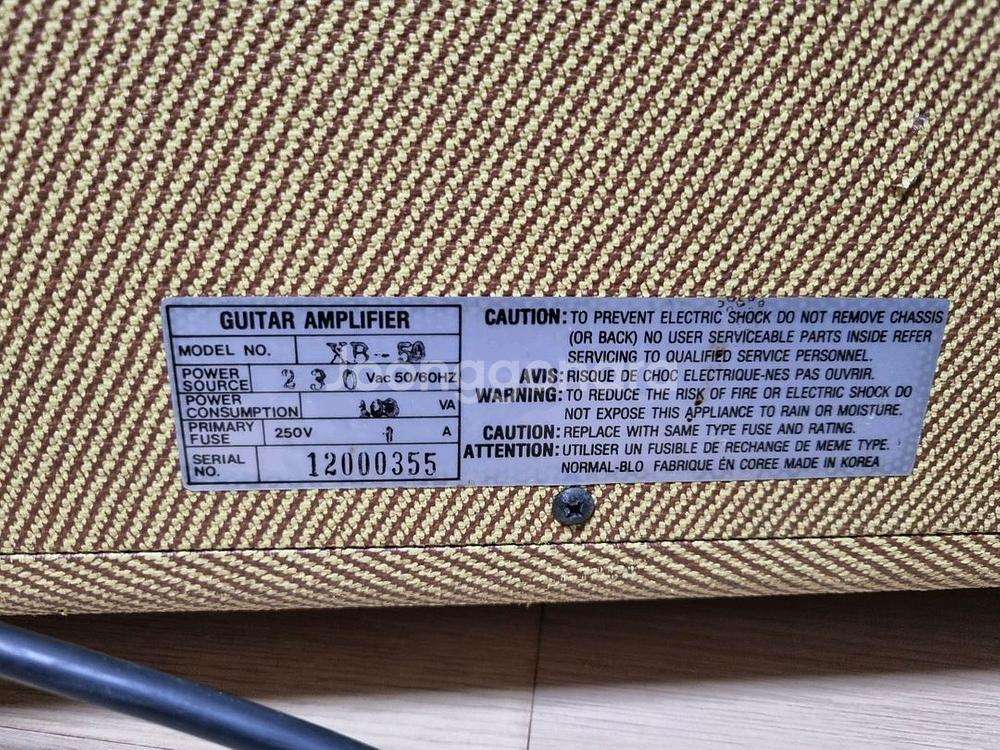 GUITAR AMPLIFIER
MODEL NO. XB-50
POWER SOURCE 230 Vac 50/60HZ
POWER CONSUMPTION 100 VA
PRIMARY FUSE 250V 1 A
SERIAL NO. 12000355
CAUTION: TO PREVENT ELECTRIC SHOCK DO NOT REMOVE CHASSIS
(OR BACK) NO USER SERVICEABLE PARTS INSIDE REFER
SERVICING TO QUALIFIED SERVICE PERSONNEL.
AVIS: RISQUE DE CHOC ELECTRIQUE-NES PAS OUVRIR.
WARNING: TO REDUCE THE RISK OF FIRE OR ELECTRIC SHOCK DO
NOT EXPOSE THIS APPLIANCE TO RAIN OR MOISTURE.
CAUTION: REPLACE WITH SAME TYPE FUSE AND RATING.
ATTENTION: UTILISER UN FUSIBLE DE RECHANGE DE MEME TYPE.
NORMAL-BLO FABRIQUE EN COREE MADE IN KOREA